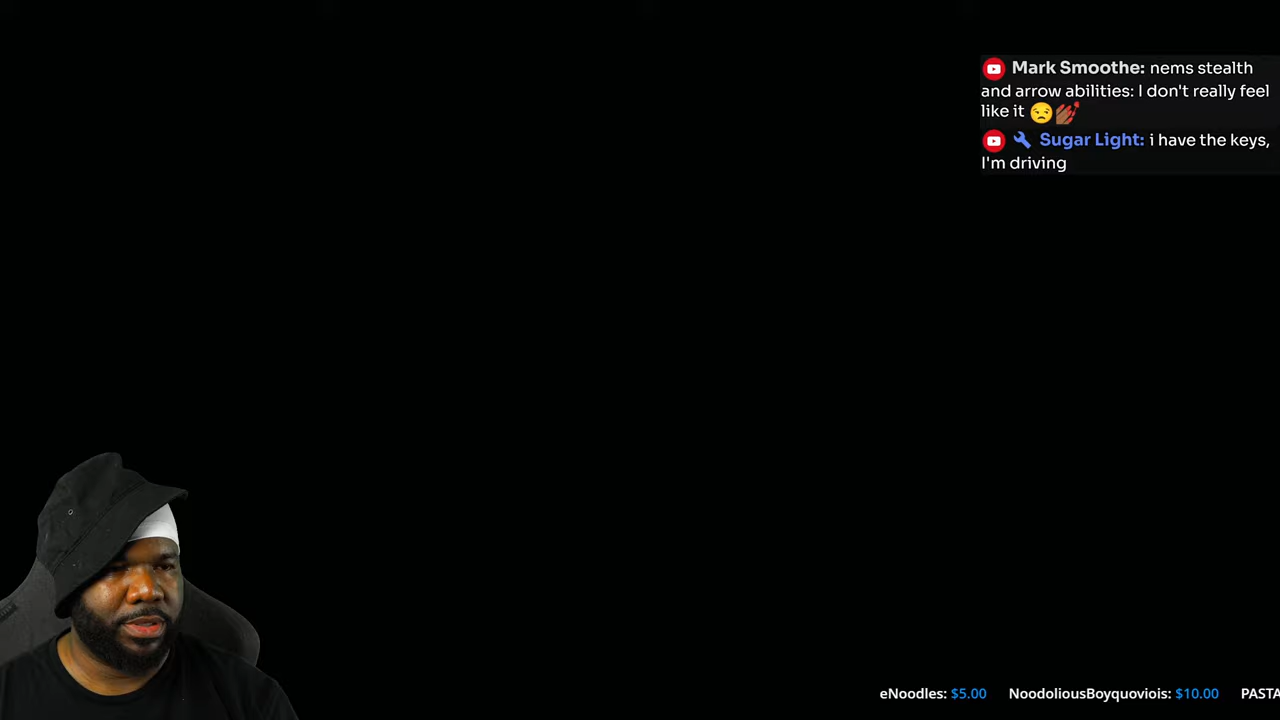 Mark Smoothe: nems stealth
and arrow abilities: I don't really feel
like it 😒💅🏾
Sugar Light: i have the keys,
I'm driving
eNoodles: $5.00 NoodoliousBoyquoviois: $10.00 PASTA